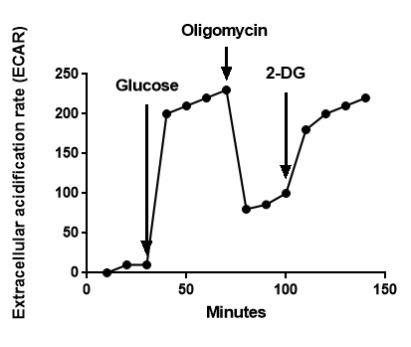 Oligomycin
Glucose
2-DG
Extracellular acidification rate (ECAR)
250
200
150
100
50
0
0
50
100
150
Minutes